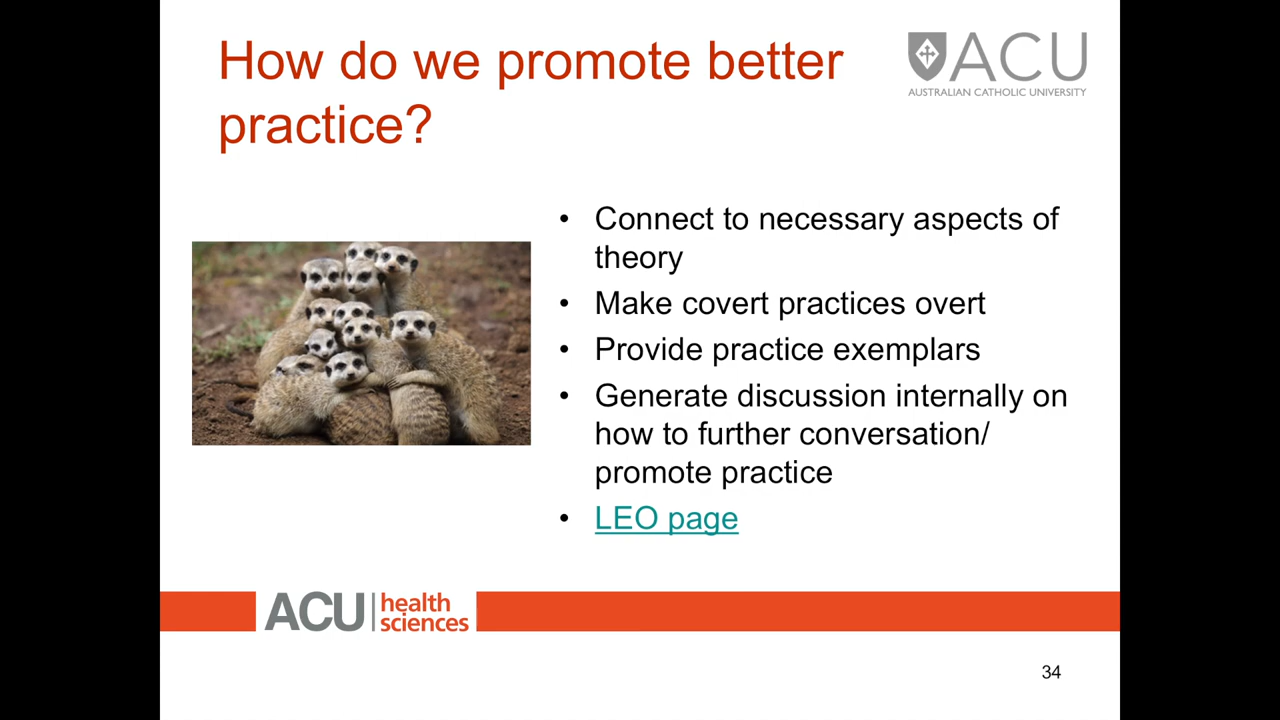 How do we promote better
practice?
ACU
AUSTRALIAN CATHOLIC UNIVERSITY
• Connect to necessary aspects of
theory
• Make covert practices overt
• Provide practice exemplars
• Generate discussion internally on
how to further conversation/
promote practice
• LEO page
ACU health
sciences
34